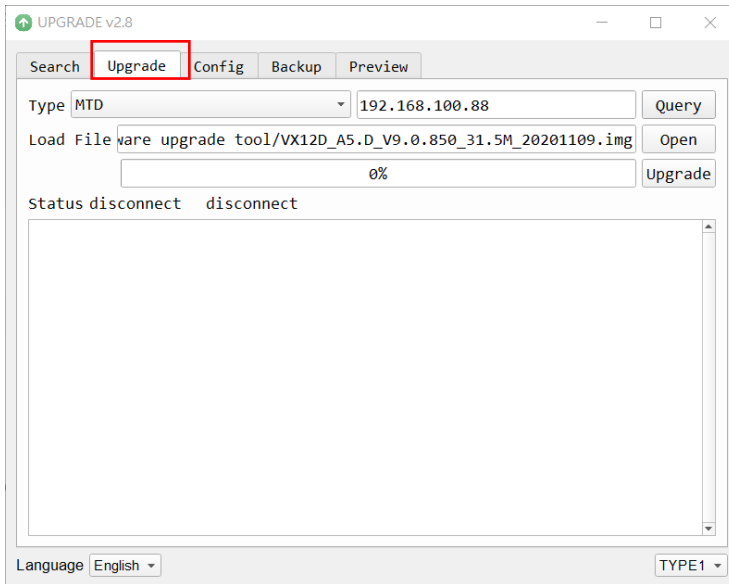 UPGRADE v2.8
Search Upgrade Config Backup Preview
Type MTD 192.168.100.88 Query
Load File ware upgrade tool/VX12D_A5.D_V9.0.850_31.5M_20201109.img Open
0% Upgrade
Status disconnect disconnect
Language English TYPE1